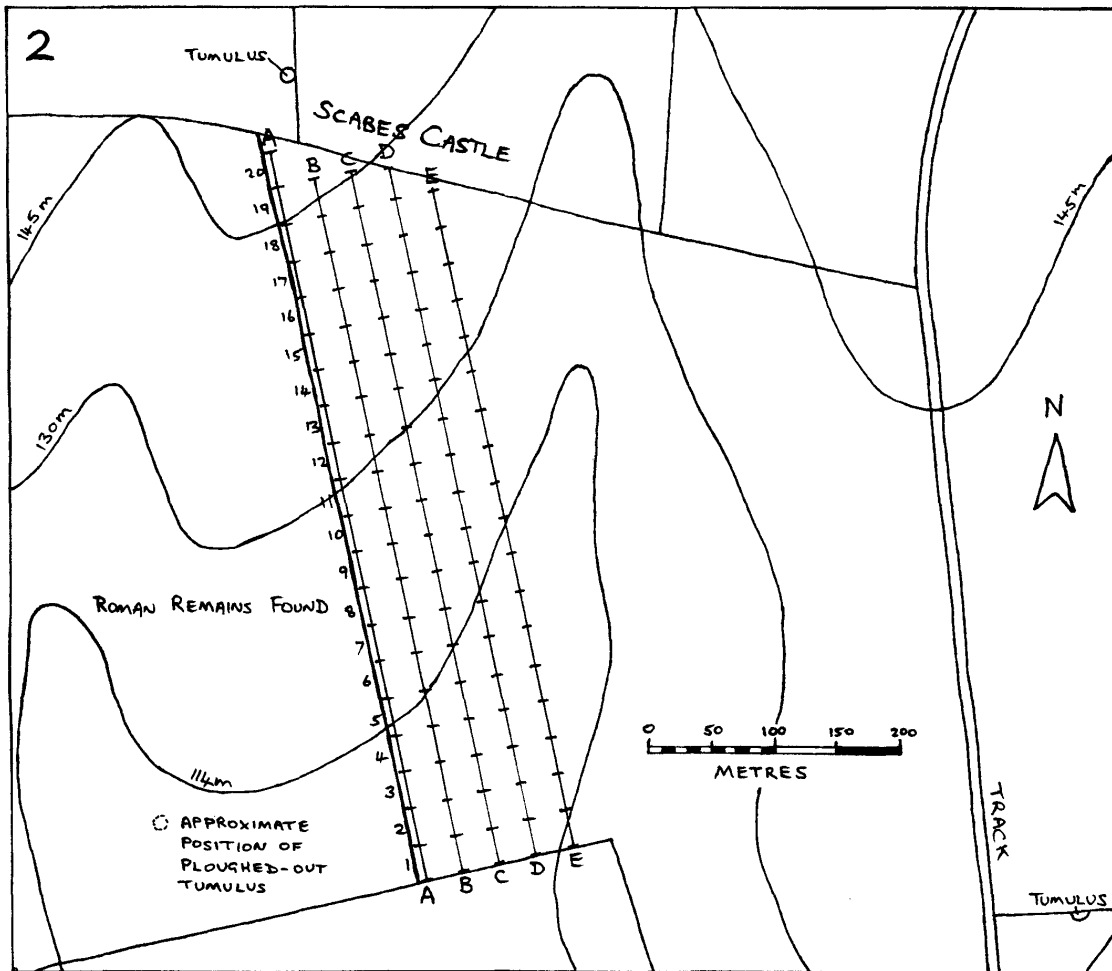 2
TUMULUS
SCABES CASTLE
A
B
C
D
E
20
19
18
17
16
15
14
13
12
11
10
9
8
7
6
5
4
3
2
1
145m
145m
130m
N
ROMAN REMAINS FOUND
114m
0 50 100 150 200
METRES
APPROXIMATE
POSITION OF
PLOUGHED-OUT
TUMULUS
A B C D E
TRACK
TUMULUS